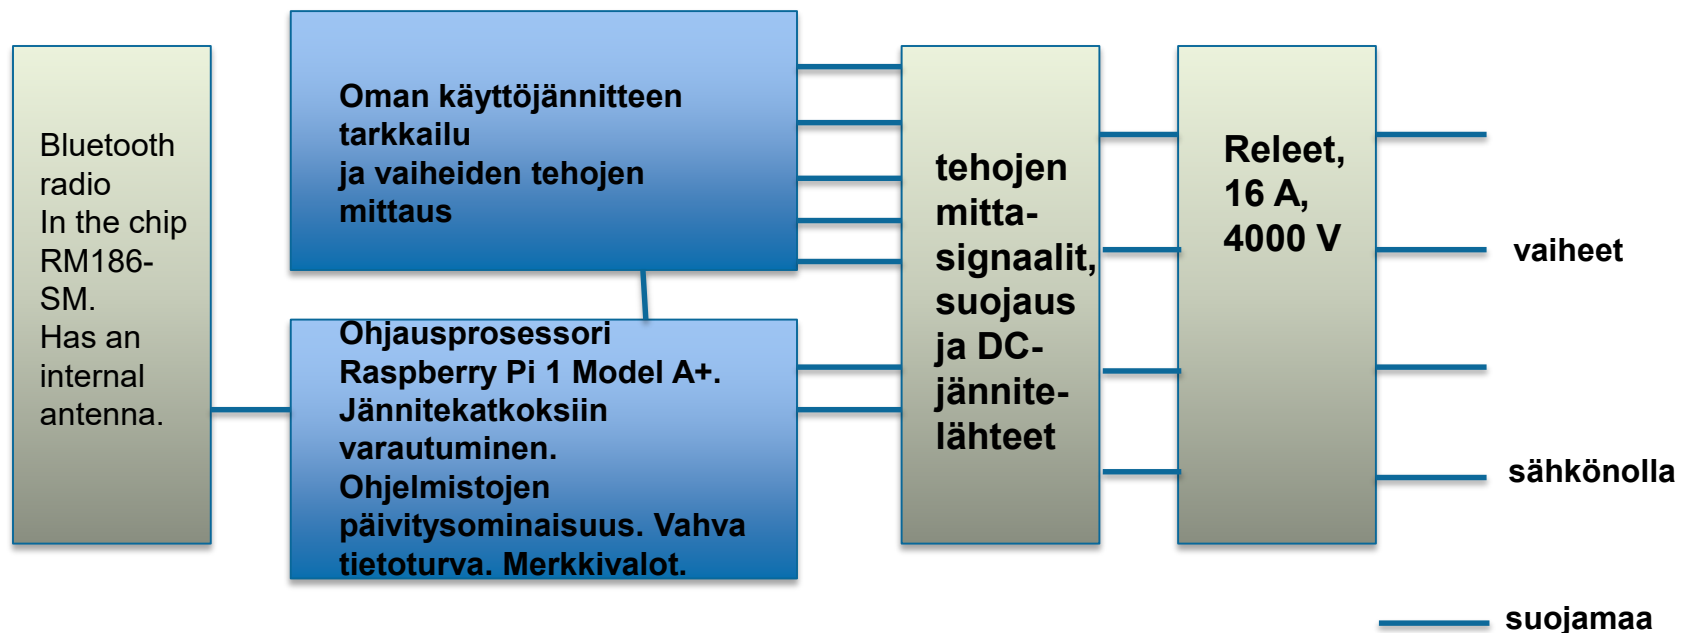 Bluetooth
radio
In the chip
RM186-
SM.
Has an
internal
antenna.
Oman käyttöjännitteen
tarkkailu
ja vaiheiden tehojen
mittaus
Ohjausprosessori
Raspberry Pi 1 Model A+.
Jännitekatkoksiin
varautuminen.
Ohjelmistojen
päivitysominaisuus. Vahva
tietoturva. Merkkivalot.
tehojen
mitta-
signaalit,
suojaus
ja DC-
jännite-
lähteet
Releet,
16 A,
4000 V
vaiheet
sähkönolla
suojamaa